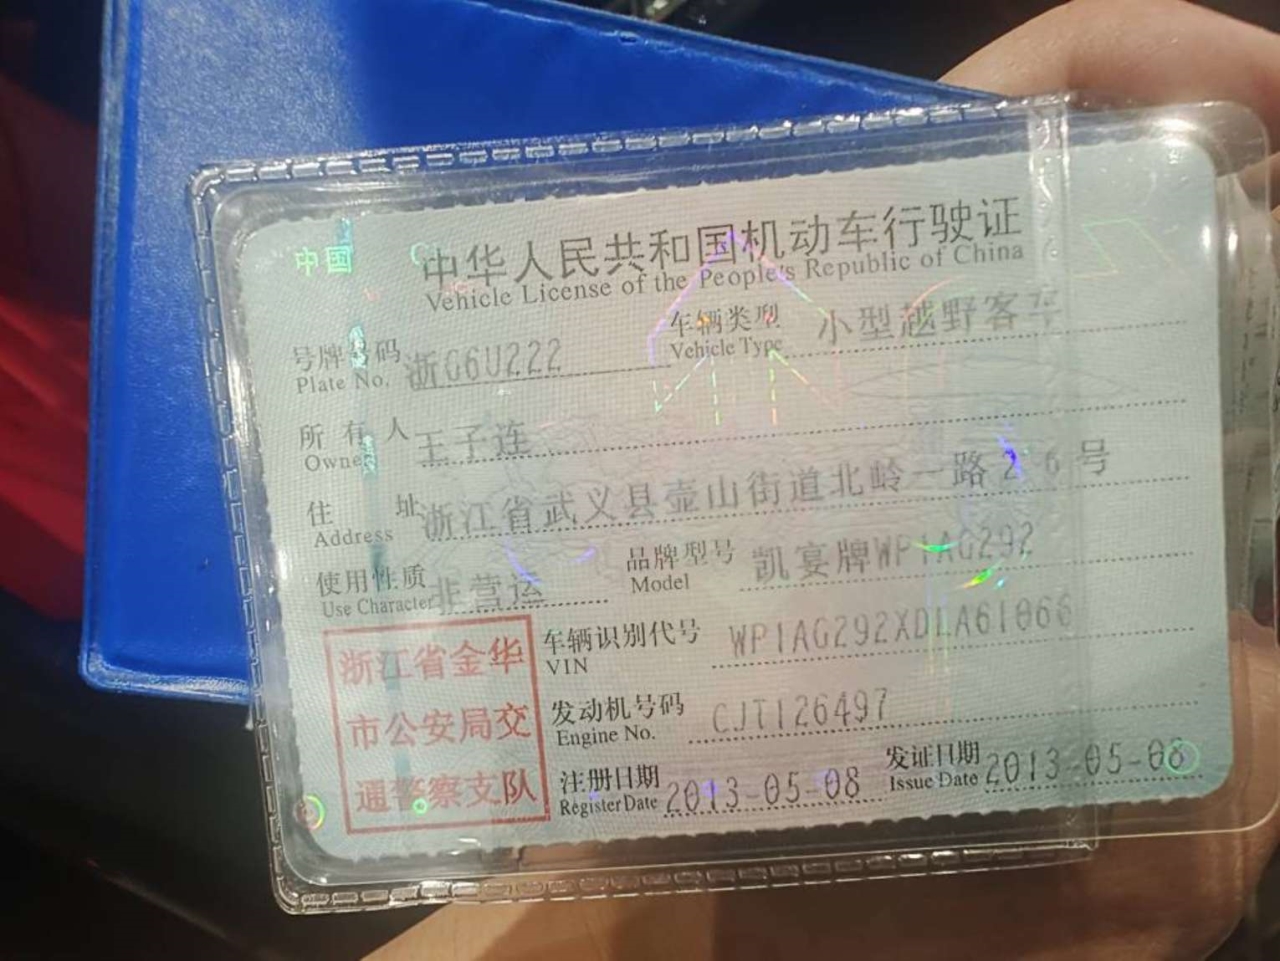 中国
中华人民共和国机动车行驶证
Vehicle License of the People's Republic of China
号牌号码 浙G6U222 车辆类型 小型越野客车
Plate No. Vehicle Type
所有人 王子连
Owner
住址 浙江省武义县壶山街道北岭一路 号
Address
使用性质 非营运 品牌型号 凯宴牌WP1AG292
Use Character Model
浙江省金华
市公安局交
通警察支队
车辆识别代号 WP1AG292XDLA61066
VIN
发动机号码 CJT126497
Engine No.
注册日期 2013-05-08 发证日期 2013-05-08
Register Date Issue Date